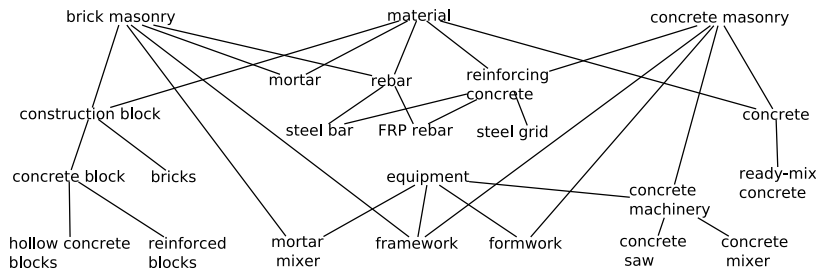 brick masonry
material
concrete masonry
mortar
rebar
reinforcing
concrete
construction block
steel bar
FRP rebar
steel grid
concrete
concrete block
bricks
equipment
concrete
machinery
ready-mix
concrete
hollow concrete
blocks
reinforced
blocks
mortar
mixer
framework
formwork
concrete
saw
concrete
mixer